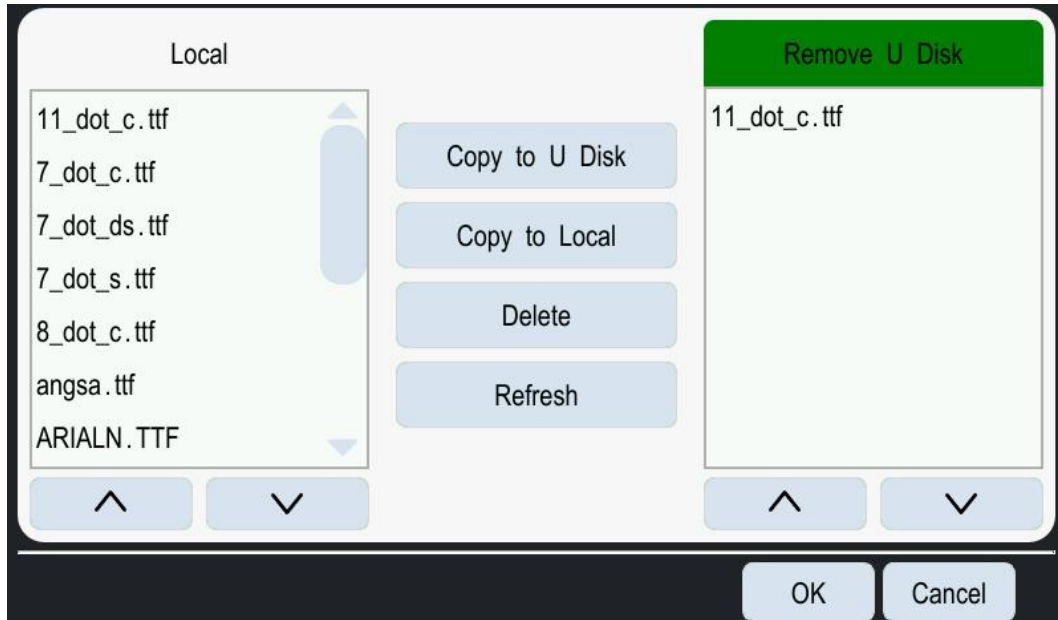 Local
11_dot_c.ttf
7_dot_c.ttf
7_dot_ds.ttf
7_dot_s.ttf
8_dot_c.ttf
angsa.ttf
ARIALN.TTF
Copy to U Disk
Copy to Local
Delete
Refresh
Remove U Disk
11_dot_c.ttf
OK
Cancel